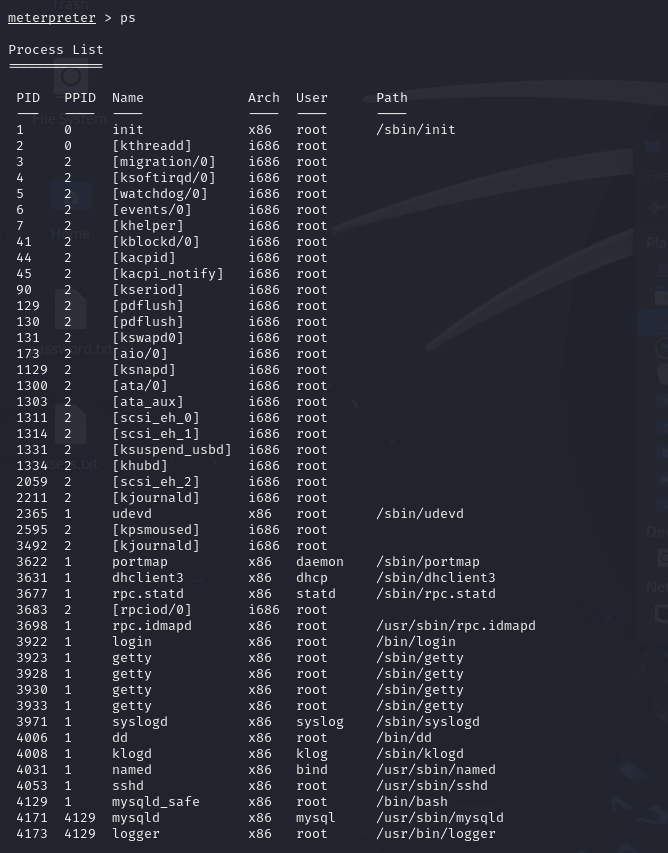 Trash
meterpreter > ps
Process List
============
PID PPID Name Arch User Path
--- ---- ---- ---- ---- ----
1 0 init x86 root /sbin/init
2 0 [kthreadd] i686 root
3 2 [migration/0] i686 root
4 2 [ksoftirqd/0] i686 root
5 2 [watchdog/0] i686 root
6 2 [events/0] i686 root
7 2 [khelper] i686 root
41 2 [kblockd/0] i686 root
44 2 [kacpid] i686 root
45 2 [kacpi_notify] i686 root
90 2 [kseriod] i686 root
129 2 [pdflush] i686 root
130 2 [pdflush] i686 root
131 2 [kswapd0] i686 root
173 2 [aio/0] i686 root
1129 2 [ksnapd] i686 root
1300 2 [ata/0] i686 root
1303 2 [ata_aux] i686 root
1311 2 [scsi_eh_0] i686 root
1314 2 [scsi_eh_1] i686 root
1331 2 [ksuspend_usbd] i686 root
1334 2 [khubd] i686 root
2059 2 [scsi_eh_2] i686 root
2211 2 [kjournald] i686 root
2365 1 udevd x86 root /sbin/udevd
2595 2 [kpsmoused] i686 root
3492 2 [kjournald] i686 root
3622 1 portmap x86 daemon /sbin/portmap
3631 1 dhclient3 x86 dhcp /sbin/dhclient3
3677 1 rpc.statd x86 statd /sbin/rpc.statd
3683 2 [rpciod/0] i686 root
3698 1 rpc.idmapd x86 root /usr/sbin/rpc.idmapd
3922 1 login x86 root /bin/login
3923 1 getty x86 root /sbin/getty
3928 1 getty x86 root /sbin/getty
3930 1 getty x86 root /sbin/getty
3933 1 getty x86 root /sbin/getty
3971 1 syslogd x86 syslog /sbin/syslogd
4006 1 dd x86 root /bin/dd
4008 1 klogd x86 klog /sbin/klogd
4031 1 named x86 bind /usr/sbin/named
4053 1 sshd x86 root /usr/sbin/sshd
4129 1 mysqld_safe x86 root /bin/bash
4171 4129 mysqld x86 mysql /usr/sbin/mysqld
4173 4129 logger x86 root /usr/bin/logger
File System
Home